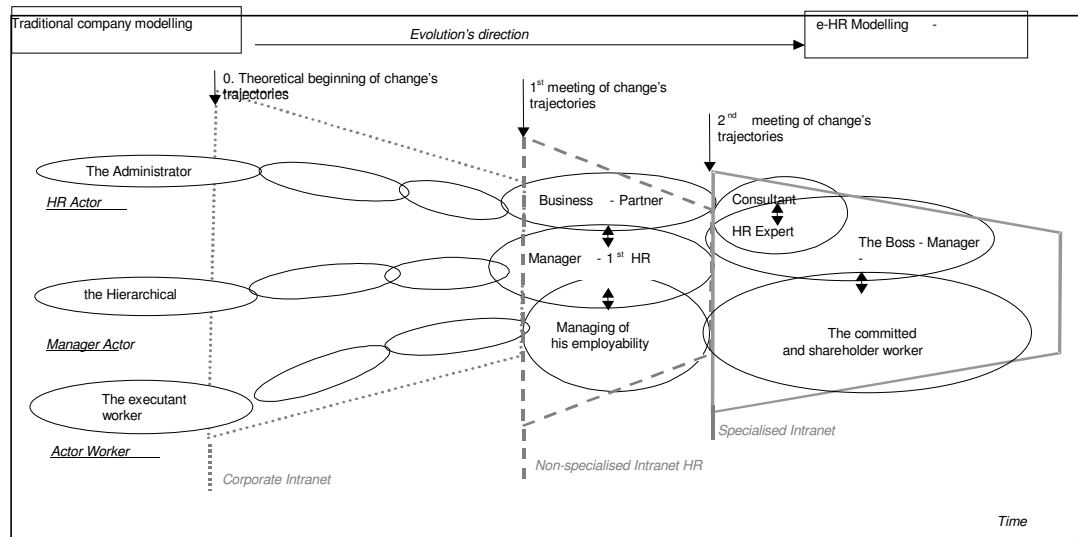 Traditional company modelling
Evolution's direction
e-HR Modelling -
0. Theoretical beginning of change's
trajectories
1st meeting of change's
trajectories
2nd meeting of change's
trajectories
The Administrator
HR Actor
Business - Partner
Consultant
HR Expert
The Boss - Manager
-
Manager - 1st HR
the Hierarchical
Manager Actor
Managing of
his employability
The committed
and shareholder worker
The executant
worker
Actor Worker
Specialised Intranet
Non-specialised Intranet HR
Corporate Intranet
Time